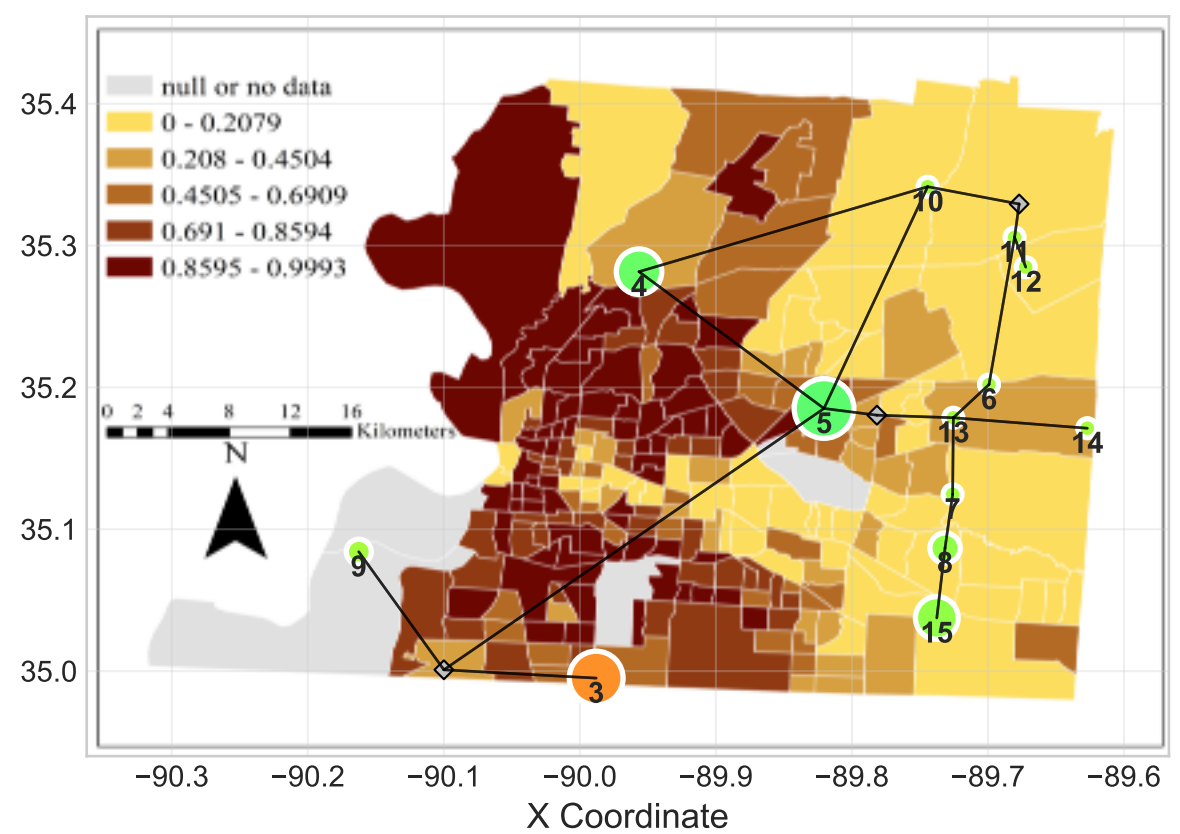 null or no data
0 - 0.2079
0.208 - 0.4504
0.4505 - 0.6909
0.691 - 0.8594
0.8595 - 0.9993
0 2 4 8 12 16
Kilometers
N
35.4
35.3
35.2
35.1
35.0
10
11
12
4
6
5
13
14
7
8
9
15
3
−90.3 −90.2 −90.1 −90.0 −89.9 −89.8 −89.7 −89.6
X Coordinate